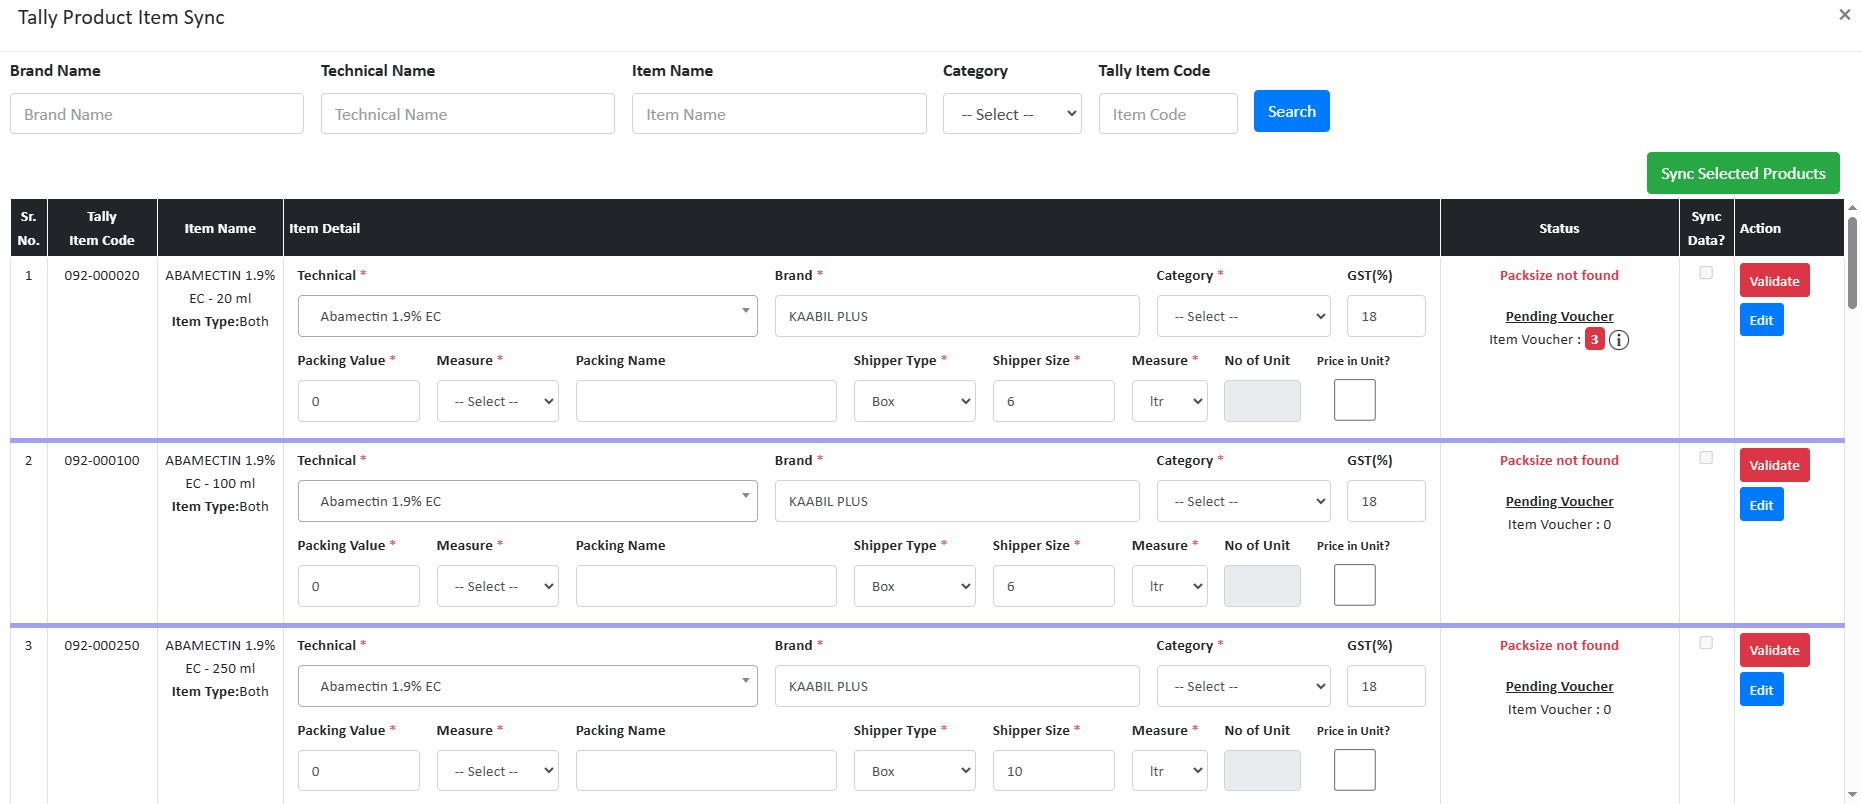 Tally Product Item Sync
×
Brand Name Technical Name Item Name Category Tally Item Code
Brand Name Technical Name Item Name -- Select -- Item Code Search
Sync Selected Products
Sr. No. Tally Item Code Item Name Item Detail Status Sync Data? Action
1 092-000020 ABAMECTIN 1.9% EC - 20 ml Item Type:Both
Technical * Brand * Category * GST(%)
Abamectin 1.9% EC KAABIL PLUS -- Select -- 18
Packing Value * Measure * Packing Name Shipper Type * Shipper Size * Measure * No of Unit Price in Unit?
0 -- Select -- Box 6 ltr
Packsize not found
Pending Voucher
Item Voucher : 3 i
Validate
Edit
2 092-000100 ABAMECTIN 1.9% EC - 100 ml Item Type:Both
Technical * Brand * Category * GST(%)
Abamectin 1.9% EC KAABIL PLUS -- Select -- 18
Packing Value * Measure * Packing Name Shipper Type * Shipper Size * Measure * No of Unit Price in Unit?
0 -- Select -- Box 6 ltr
Packsize not found
Pending Voucher
Item Voucher : 0
Validate
Edit
3 092-000250 ABAMECTIN 1.9% EC - 250 ml Item Type:Both
Technical * Brand * Category * GST(%)
Abamectin 1.9% EC KAABIL PLUS -- Select -- 18
Packing Value * Measure * Packing Name Shipper Type * Shipper Size * Measure * No of Unit Price in Unit?
0 -- Select -- Box 10 ltr
Packsize not found
Pending Voucher
Item Voucher : 0
Validate
Edit